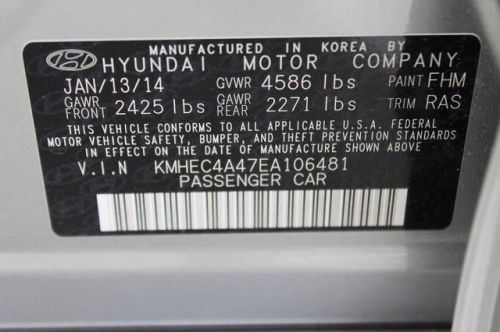 MANUFACTURED IN KOREA BY
HYUNDAI MOTOR COMPANY
JAN/13/14 GVWR 4586 lbs PAINT FHM
GAWR FRONT 2425 lbs GAWR REAR 2271 lbs TRIM RAS
THIS VEHICLE CONFORMS TO ALL APPLICABLE U.S.A. FEDERAL
MOTOR VEHICLE SAFETY, BUMPER, AND THEFT PREVENTION STANDARDS
IN EFFECT ON THE DATE OF MANUFACTURE SHOWN ABOVE
V.I.N KMHEC4A47EA106481
PASSENGER CAR